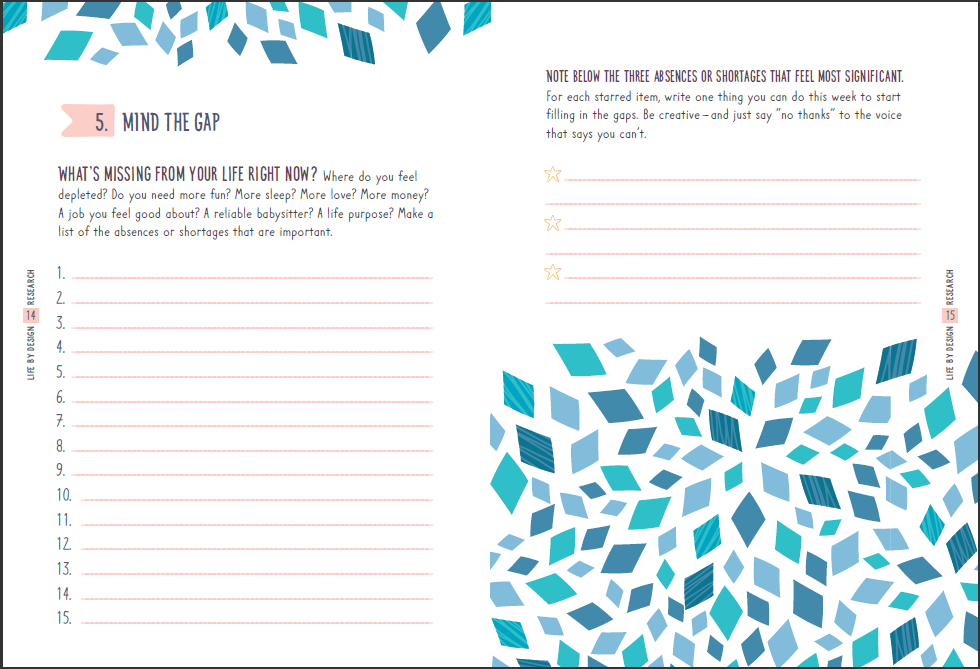 5. MIND THE GAP
WHAT'S MISSING FROM YOUR LIFE RIGHT NOW? Where do you feel
depleted? Do you need more fun? More sleep? More love? More money?
A job you feel good about? A reliable babysitter? A life purpose? Make a
list of the absences or shortages that are important.
1.
2.
3.
4.
5.
6.
7.
8.
9.
10.
11.
12.
13.
14.
15.
LIFE BY DESIGN 14 RESEARCH
NOTE BELOW THE THREE ABSENCES OR SHORTAGES THAT FEEL MOST SIGNIFICANT.
For each starred item, write one thing you can do this week to start
filling in the gaps. Be creative–and just say "no thanks" to the voice
that says you can't.
LIFE BY DESIGN 15 RESEARCH